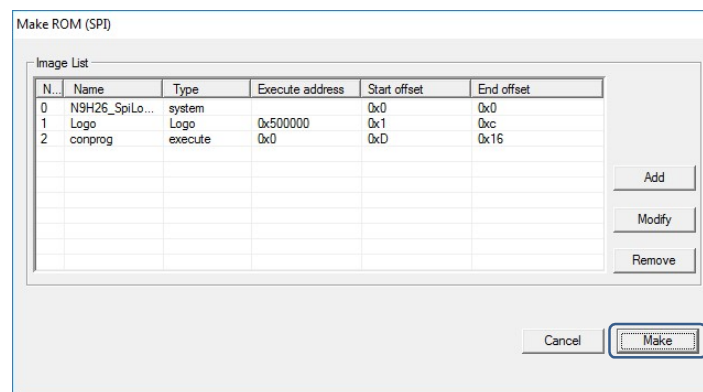 Make ROM (SPI)
Image List
N... Name Type Execute address Start offset End offset
0 N9H26_SpiLo... system 0x0 0x0
1 Logo Logo 0x500000 0x1 0xc
2 conprog execute 0x0 0xD 0x16
Add
Modify
Remove
Cancel Make